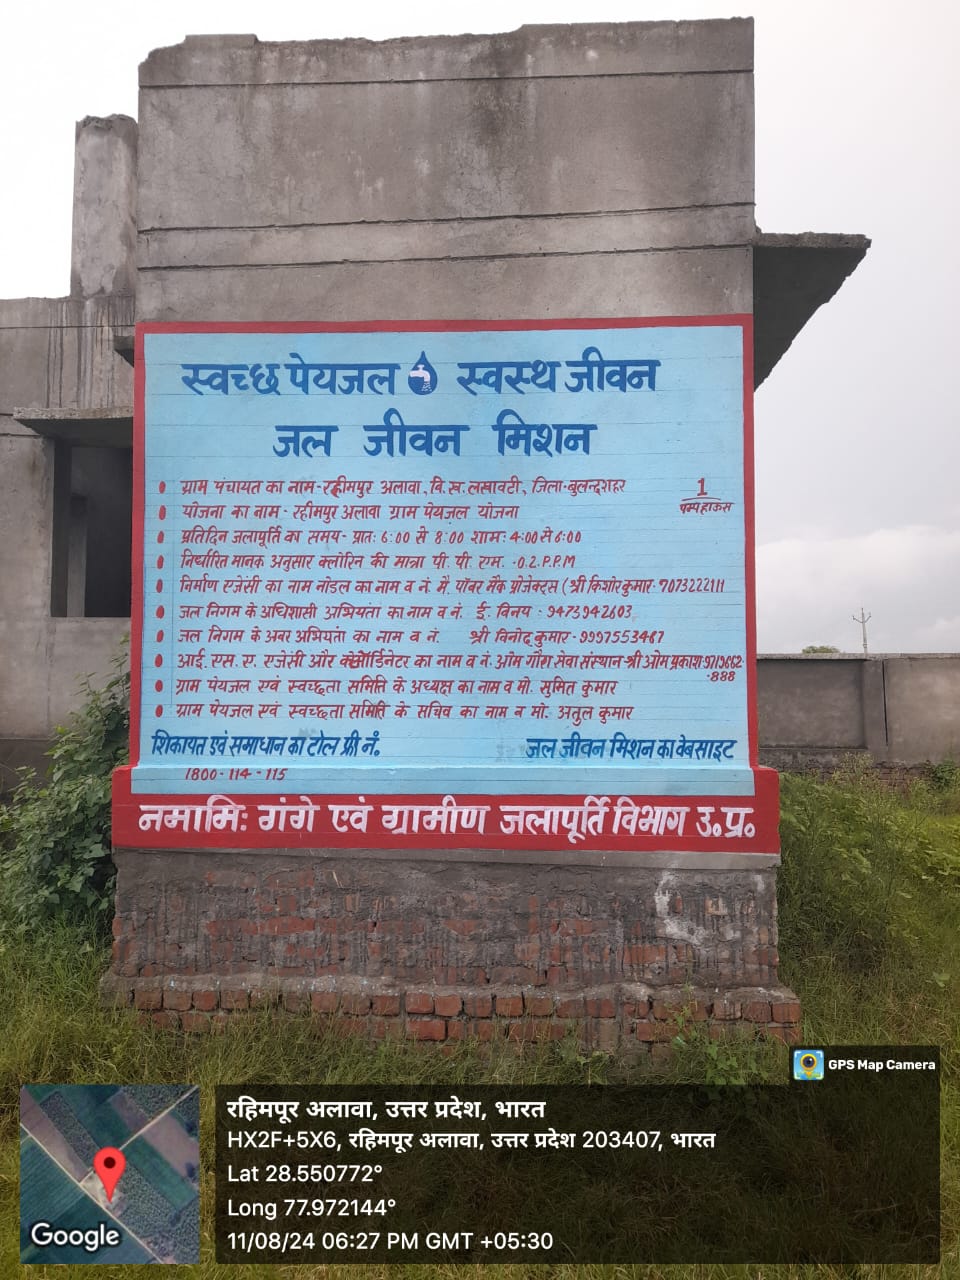 स्वच्छ पेयजल स्वस्थ जीवन
जल जीवन मिशन
ग्राम पंचायत का नाम - रहीमपुर अलावा, वि.ख. लखावटी, जिला-बुलन्दशहर
1
पम्प हाऊस
योजना का नाम - रहीमपुर अलावा ग्राम पेयजल योजना
प्रतिदिन जलापूर्ति का समय - प्रातः 6:00 से 8:00 शामः 4:00 से 6:00
निर्धारित मानक अनुसार क्लोरिन की मात्रा पी. पी. एम. - 0.2. P.P.M
निर्माण एजेंसी का नाम नोडल का नाम व नं. मै. पॉवर मैक प्रोजेक्ट्स ( श्री किशोर कुमार - 7073222111
जल निगम के अधिशासी अभियंता का नाम व नं. ई. विनय : 9473942603
जल निगम के अवर अभियंता का नाम व नं. श्री विनोद कुमार - 9997553467
आई. एस. ए. एजेंसी और कोऑर्डिनेटर का नाम व नं. ओम गौरा सेवा संस्थान - श्री ओम प्रकाश 9719662
-888
ग्राम पेयजल एवं स्वच्छता समिति के अध्यक्ष का नाम व मो. सुमित कुमार
ग्राम पेयजल एवं स्वच्छता समिति के सचिव का नाम व मो. अतुल कुमार
शिकायत एवं समाधान का टोल फ्री नं. जल जीवन मिशन का वेबसाइट
1800 - 114 - 115
नमामिः गंगे एवं ग्रामीण जलापूर्ति विभाग उ.प्र.
GPS Map Camera
रहिमपूर अलावा, उत्तर प्रदेश, भारत
HX2F+5X6, रहिमपूर अलावा, उत्तर प्रदेश 203407, भारत
Lat 28.550772°
Long 77.972144°
11/08/24 06:27 PM GMT +05:30
Google